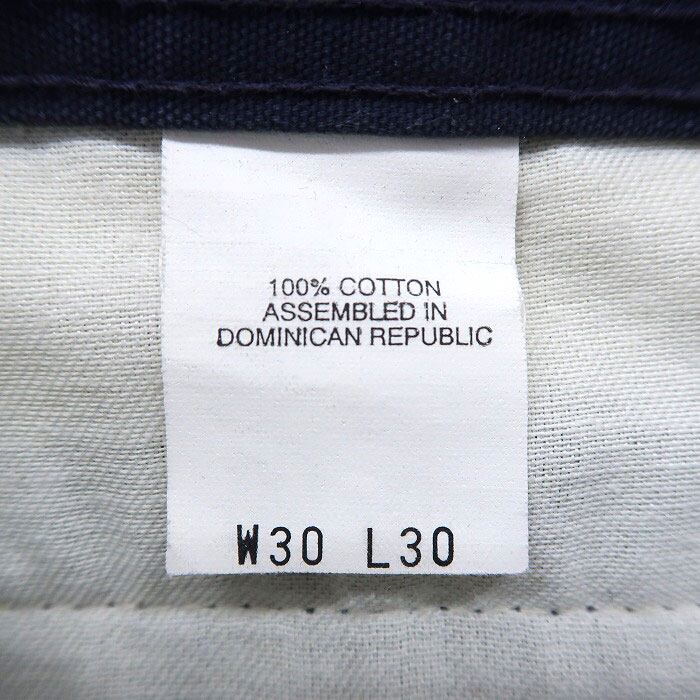 100% COTTON
ASSEMBLED IN
DOMINICAN REPUBLIC
W30 L30